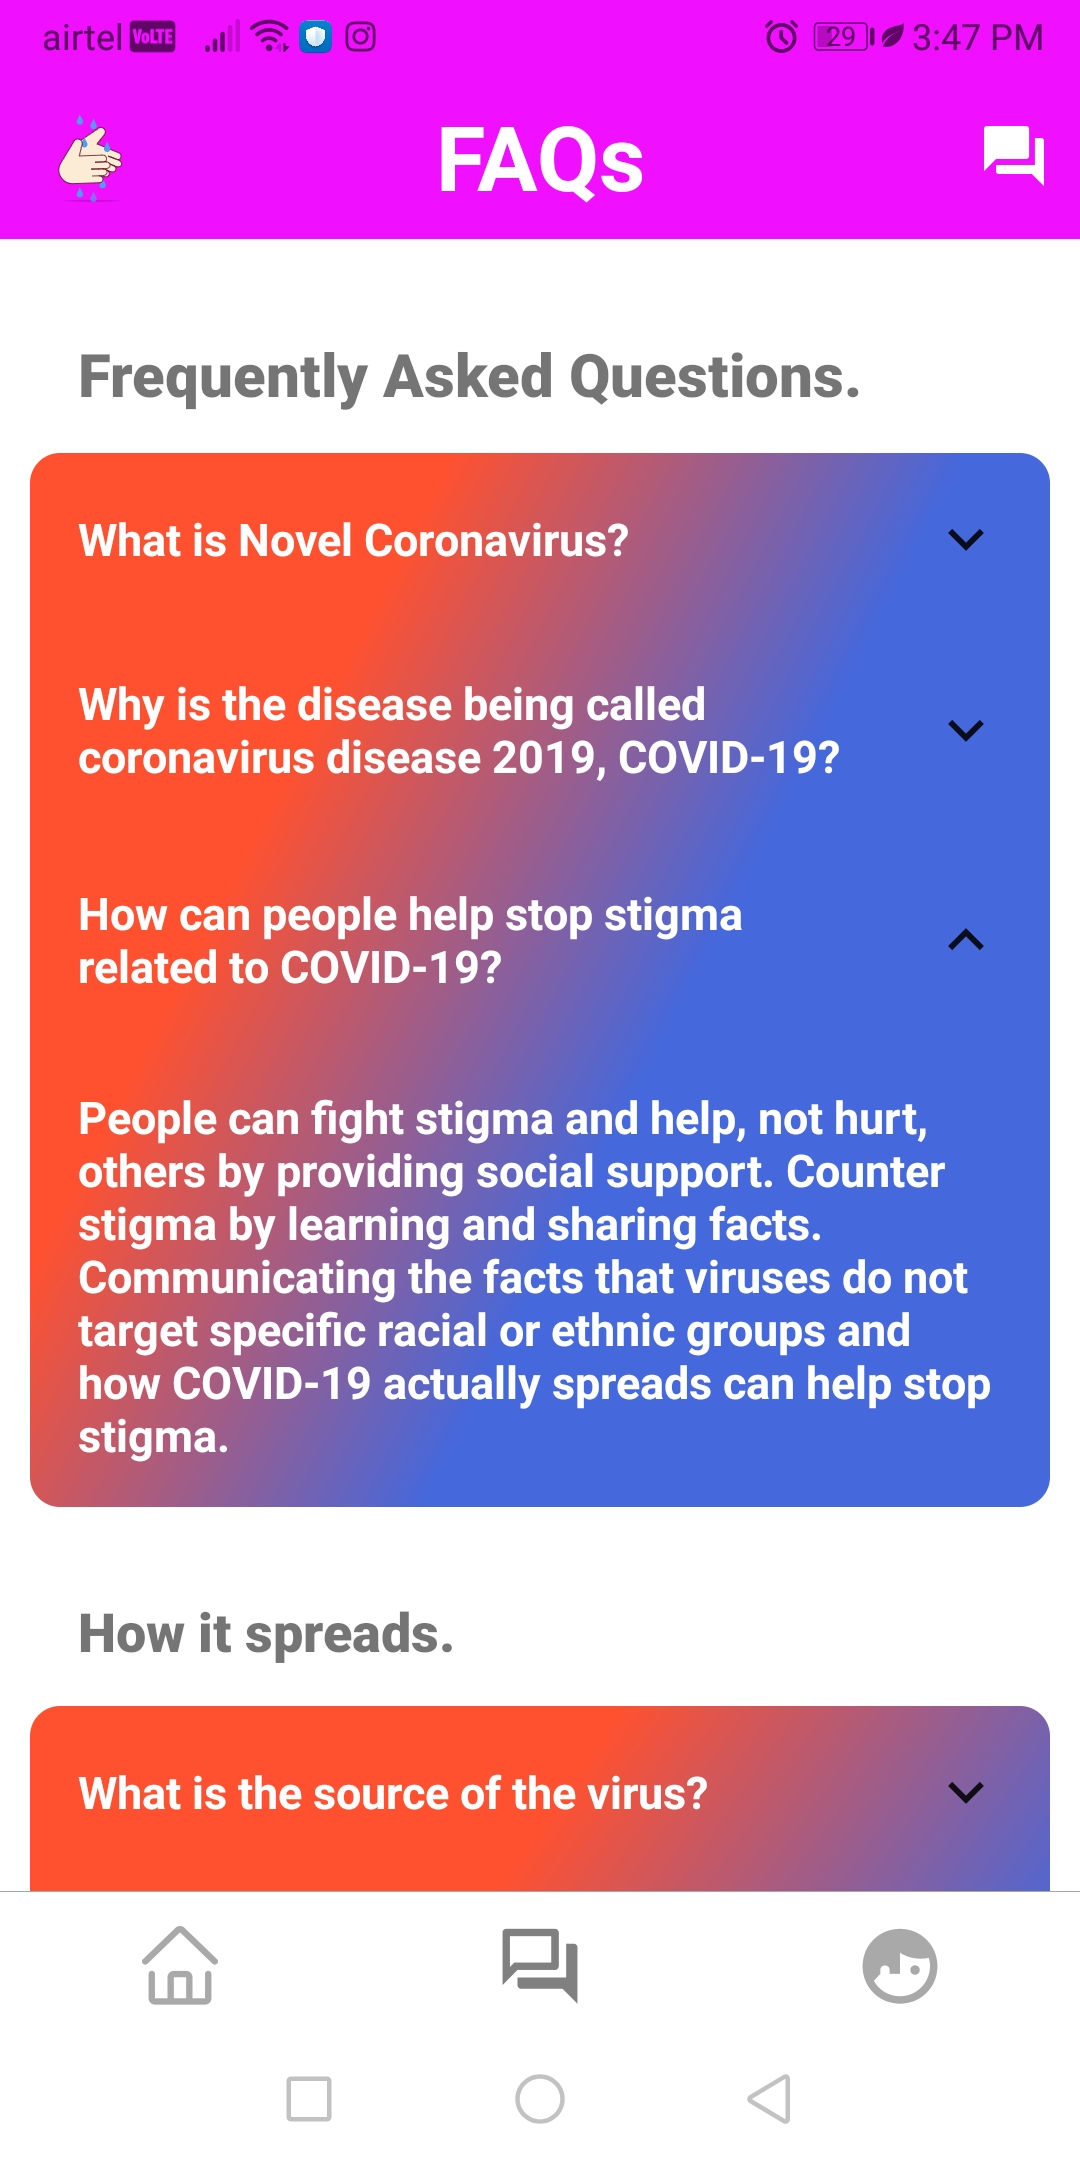 airtel VoLTE 29 3:47 PM
FAQs
Frequently Asked Questions.
What is Novel Coronavirus?
Why is the disease being called
coronavirus disease 2019, COVID-19?
How can people help stop stigma
related to COVID-19?
People can fight stigma and help, not hurt,
others by providing social support. Counter
stigma by learning and sharing facts.
Communicating the facts that viruses do not
target specific racial or ethnic groups and
how COVID-19 actually spreads can help stop
stigma.
How it spreads.
What is the source of the virus?